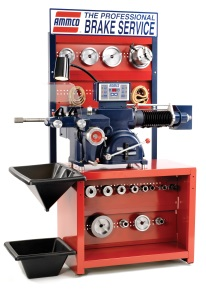 AMMCO
THE PROFESSIONAL
BRAKE SERVICE